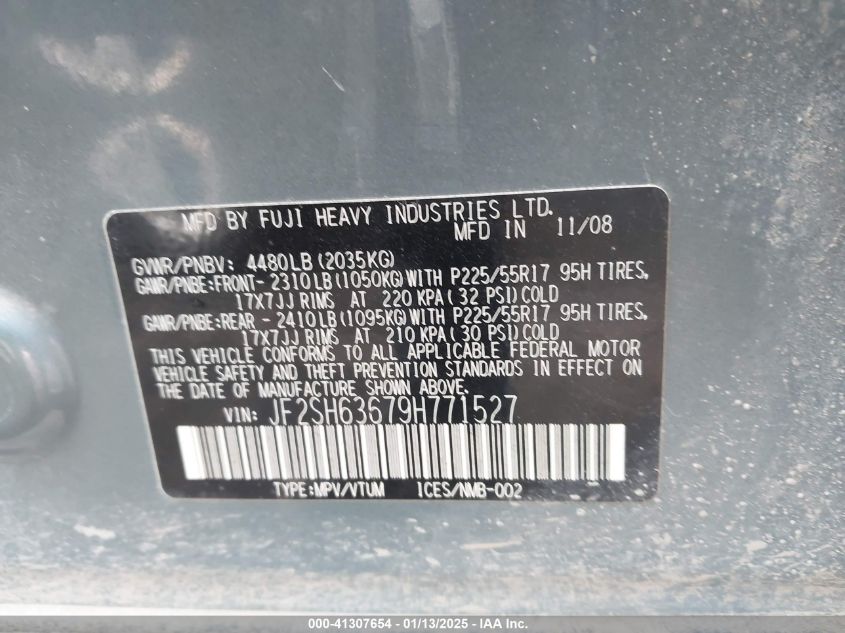 MFD BY FUJI HEAVY INDUSTRIES LTD.
MFD IN 11/08
GVWR/PNBV: 4480LB (2035KG)
GAWR/PNBE:FRONT- 2310LB (1050KG) WITH P225/55R17 95H TIRES,
17X7JJ RIMS AT 220 KPA ( 32 PSI) COLD
GAWR/PNBE:REAR - 2410LB (1095KG) WITH P225/55R17 95H TIRES,
17X7JJ RIMS AT 210 KPA ( 30 PSI) COLD
THIS VEHICLE CONFORMS TO ALL APPLICABLE FEDERAL MOTOR
VEHICLE SAFETY AND THEFT PREVENTION STANDARDS IN EFFECT ON
THE DATE OF MANUFACTURE SHOWN ABOVE.
VIN: JF2SH63679H771527
TYPE:MPV/VTUM ICES/NMB-002
000-41307654 - 01/13/2025 - IAA Inc.